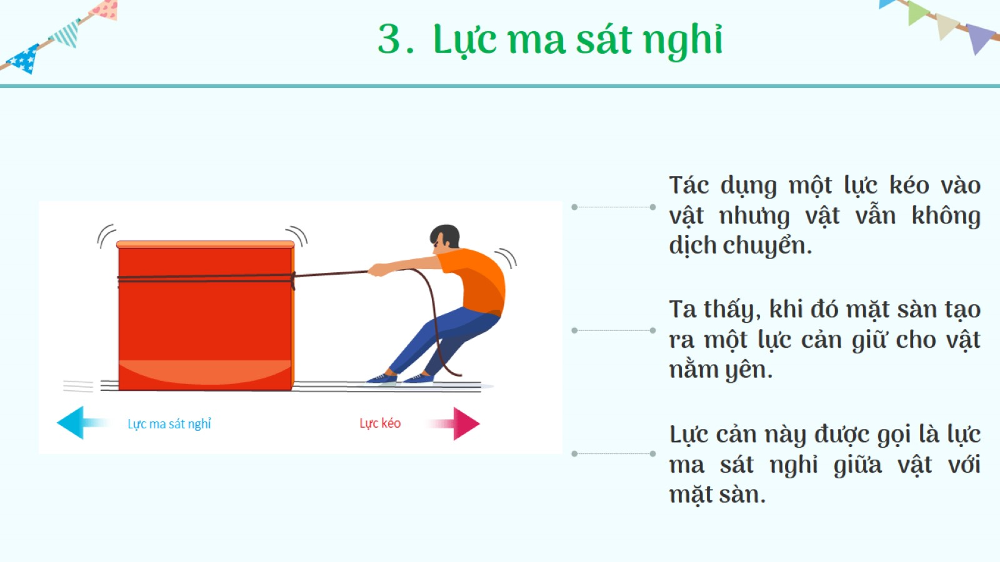 3. Lực ma sát nghỉ
Tác dụng một lực kéo vào
vật nhưng vật vẫn không
dịch chuyển.
Ta thấy, khi đó mặt sàn tạo
ra một lực cản giữ cho vật
nằm yên.
Lực cản này được gọi là lực
ma sát nghỉ giữa vật với
mặt sàn.
Lực ma sát nghỉ
Lực kéo